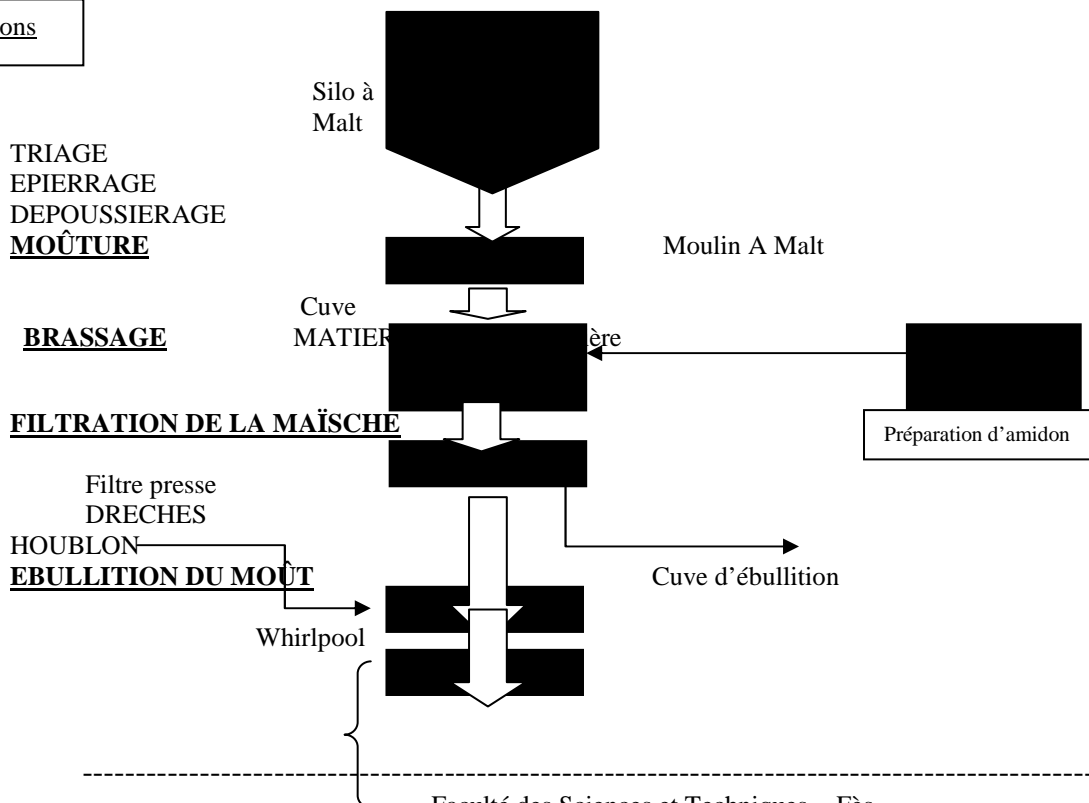 ons
Silo à
Malt
TRIAGE
EPIERRAGE
DEPOUSSIERAGE
MOÛTURE
Moulin A Malt
Cuve
BRASSAGE
MATIER ère
FILTRATION DE LA MAÏSCHE
Préparation d'amidon
Filtre presse
DRECHES
HOUBLON
EBULLITION DU MOÛT
Cuve d'ébullition
Whirlpool
Faculté des Sciences et Techniques - Fès